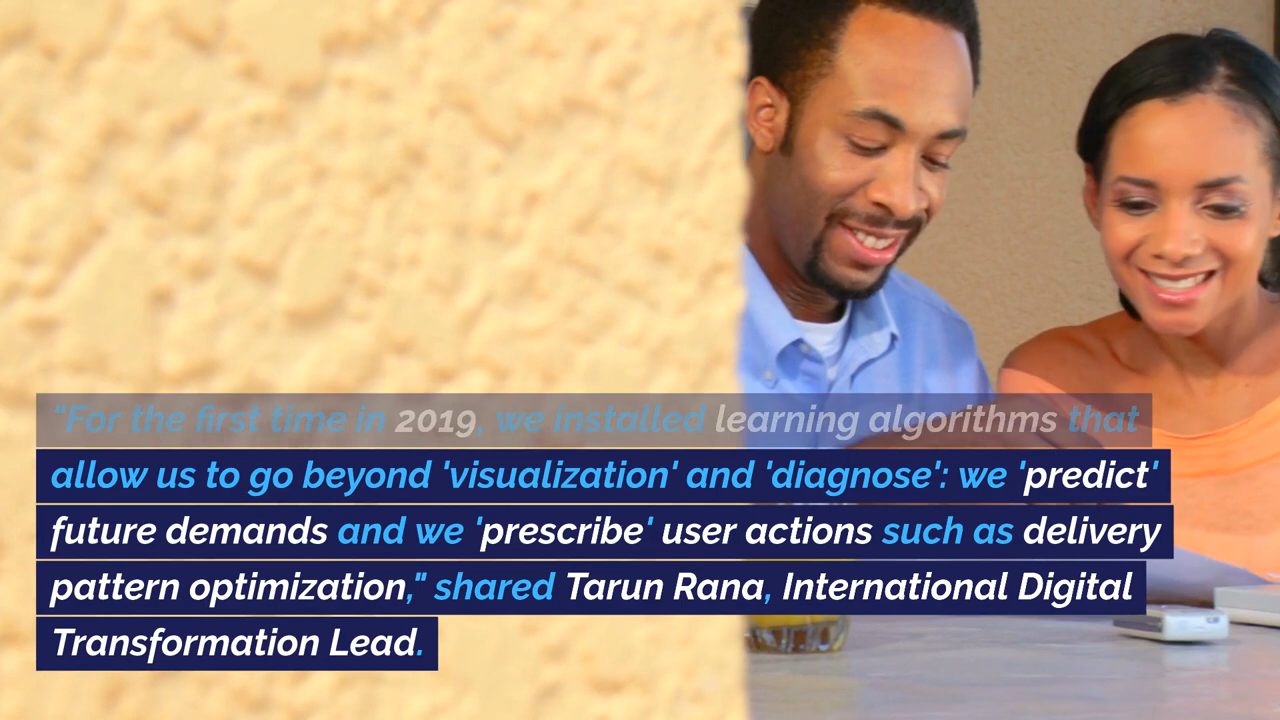 "For the first time in 2019, we installed learning algorithms that
allow us to go beyond 'visualization' and 'diagnose': we 'predict'
future demands and we 'prescribe' user actions such as delivery
pattern optimization," shared Tarun Rana, International Digital
Transformation Lead.